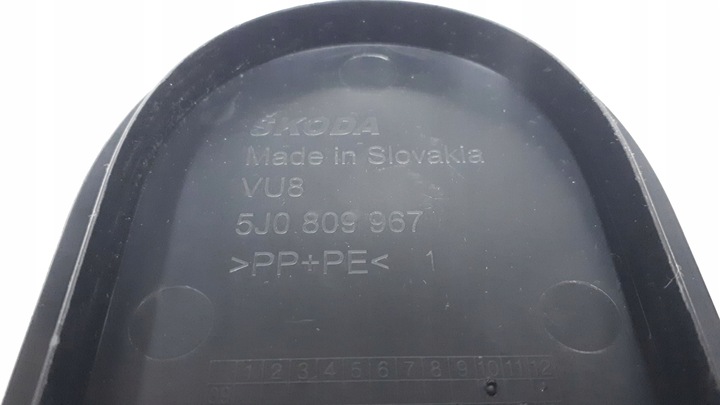 ŠKODA
Made in Slovakia
VU8
5J0 809 967
>PP+PE< 1
1 2 3 4 5 6 7 8 9 10 11 12